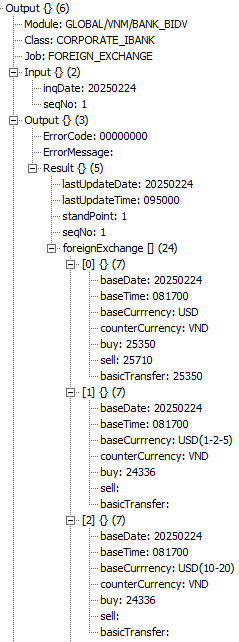 Output {} (6)
Module: GLOBAL/VNM/BANK_BIDV
Class: CORPORATE_IBANK
Job: FOREIGN_EXCHANGE
Input {} (2)
inqDate: 20250224
seqNo: 1
Output {} (3)
ErrorCode: 00000000
ErrorMessage:
Result {} (5)
lastUpdateDate: 20250224
lastUpdateTime: 095000
standPoint: 1
seqNo: 1
foreignExchange [] (24)
[0] {} (7)
baseDate: 20250224
baseTime: 081700
baseCurrrency: USD
counterCurrrency: VND
buy: 25350
sell: 25710
basicTransfer: 25350
[1] {} (7)
baseDate: 20250224
baseTime: 081700
baseCurrrency: USD(1-2-5)
counterCurrrency: VND
buy: 24336
sell:
basicTransfer:
[2] {} (7)
baseDate: 20250224
baseTime: 081700
baseCurrrency: USD(10-20)
counterCurrrency: VND
buy: 24336
sell:
basicTransfer: